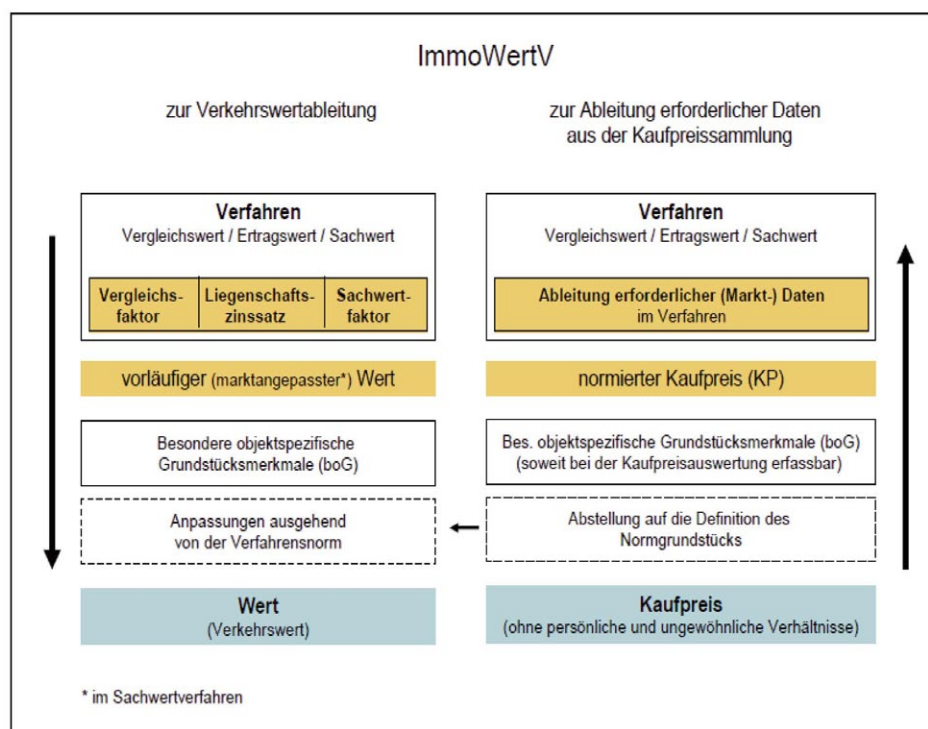 ImmoWertV
zur Verkehrswertableitung
zur Ableitung erforderlicher Daten
aus der Kaufpreissammlung
Verfahren
Vergleichswert / Ertragswert / Sachwert
Vergleichs-
faktor
Liegenschafts-
zinssatz
Sachwert-
faktor
vorläufiger (marktangepasster*) Wert
Besondere objektspezifische
Grundstücksmerkmale (boG)
Anpassungen ausgehend
von der Verfahrensnorm
Wert
(Verkehrswert)
Verfahren
Vergleichswert / Ertragswert / Sachwert
Ableitung erforderlicher (Markt-) Daten
im Verfahren
normierter Kaufpreis (KP)
Bes. objektspezifische Grundstücksmerkmale (boG)
(soweit bei der Kaufpreisauswertung erfassbar)
Abstellung auf die Definition des
Normgrundstücks
Kaufpreis
(ohne persönliche und ungewöhnliche Verhältnisse)
* im Sachwertverfahren